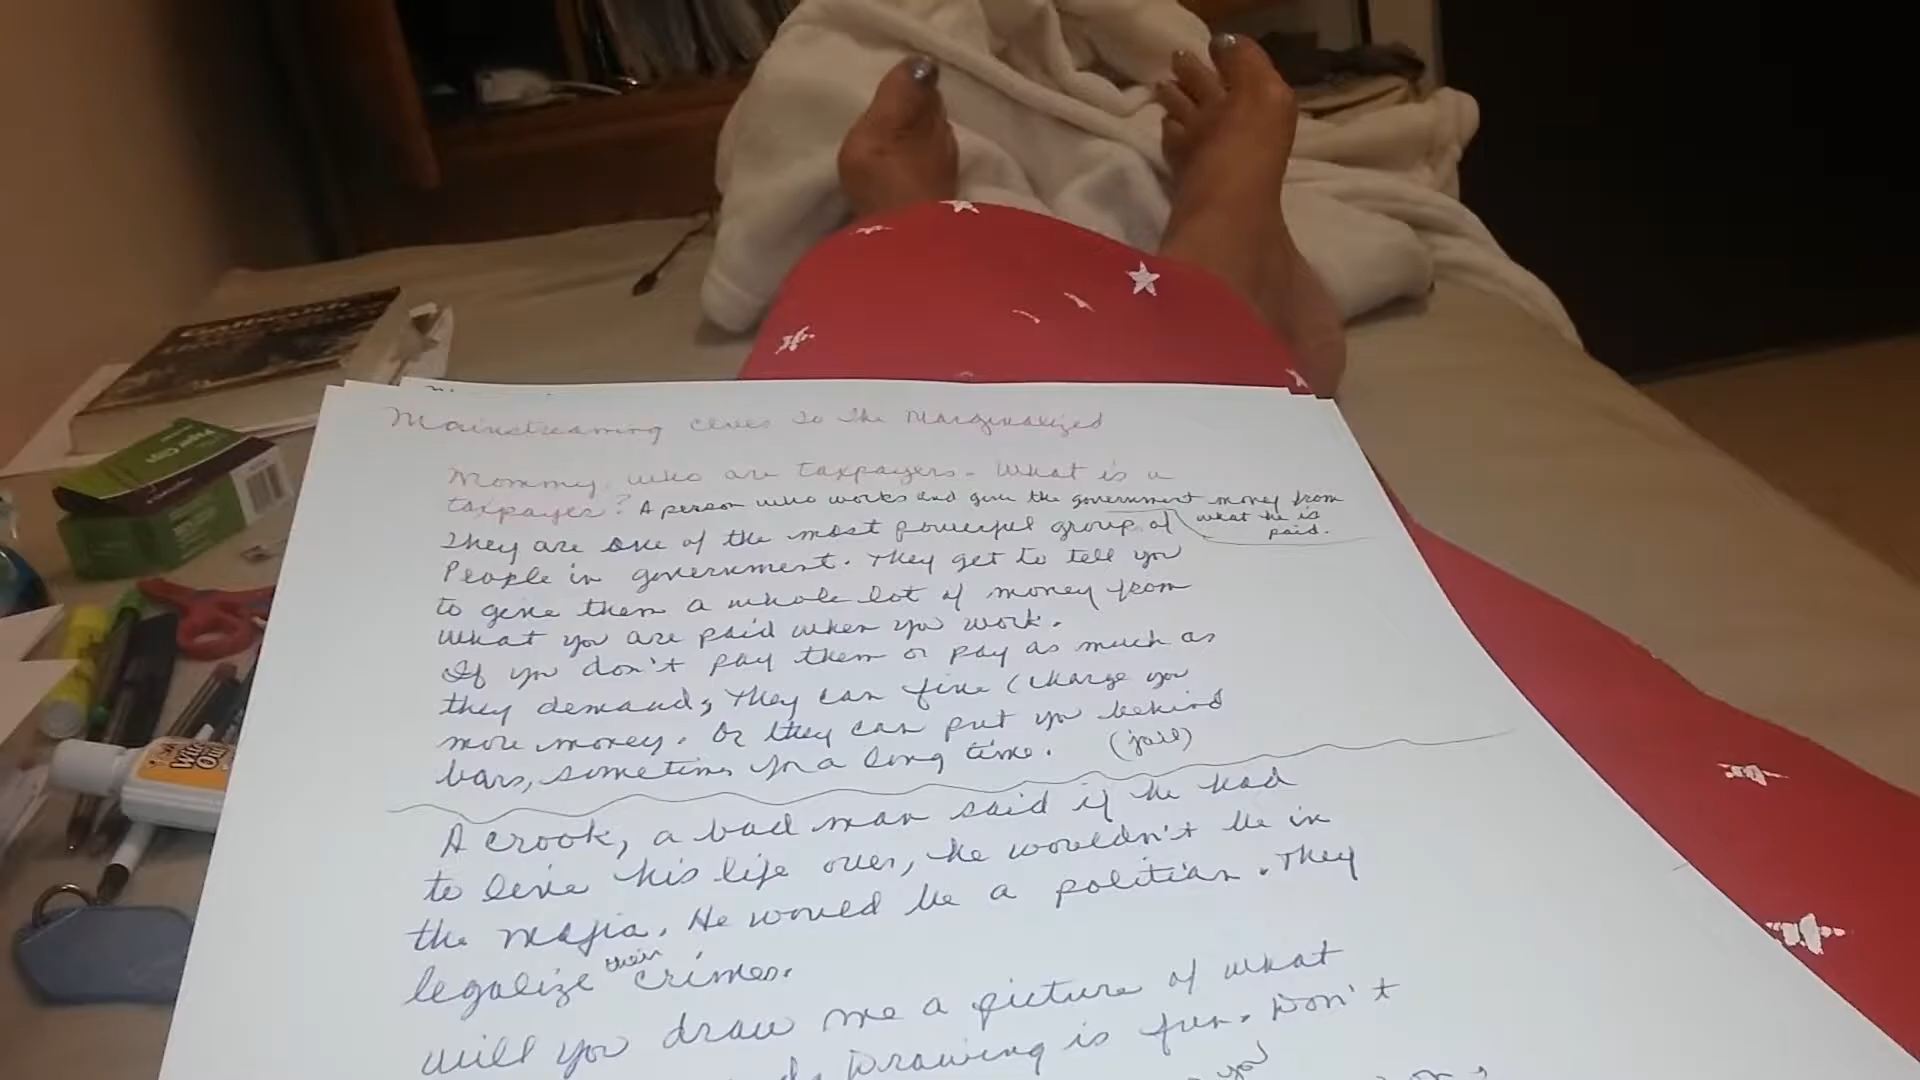 Mainstreaming clues to the Marginalized
Mommy, who are taxpayers - What is a
taxpayer? A person who works and give the government money from
what he is
paid.
They are one of the most powerful group of
People in government. They get to tell you
to give them a whole lot of money from
what you are paid when you work.
If you don't pay them or pay as much as
they demand, They can fine (charge you
more money. Or they can put you behind
bars, sometimes for a long time. (jail)
A crook, a bad man said if he had
to live his life over, he wouldn't be in
the mafia. He would be a politian. They
legalize their crimes.
Will you draw me a picture of what
Drawing is fun. Don't
you
Paper Clips
Wite Out